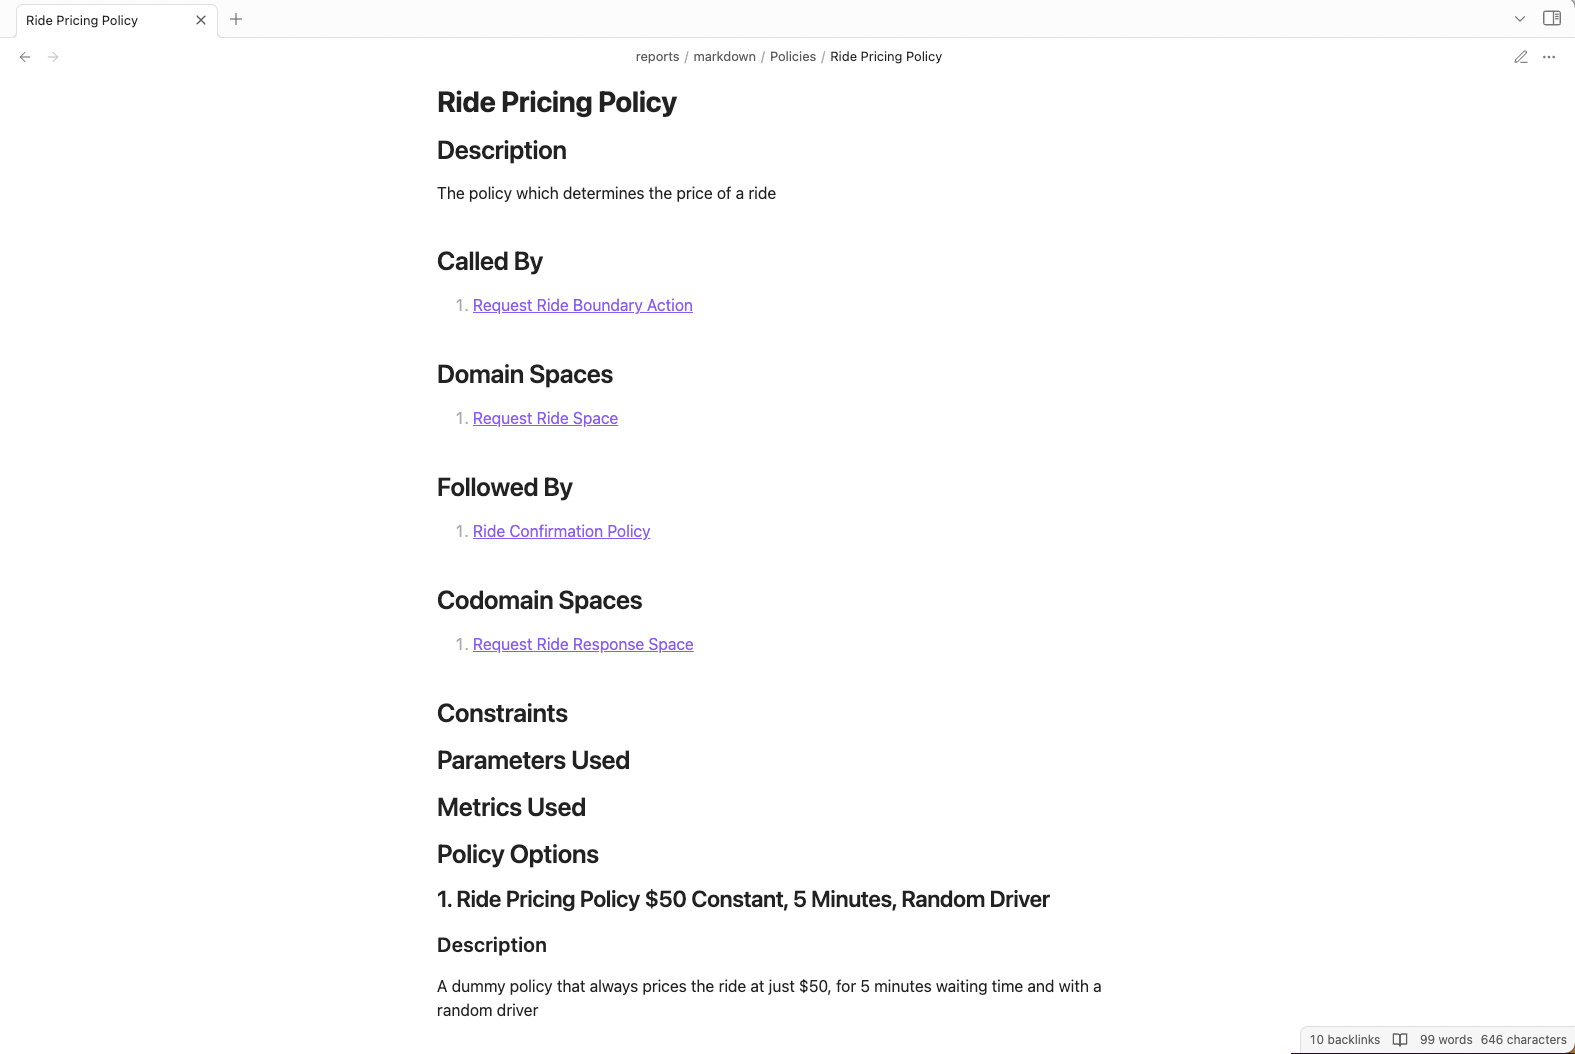 Ride Pricing Policy
reports / markdown / Policies / Ride Pricing Policy
Ride Pricing Policy
Description
The policy which determines the price of a ride
Called By
1. Request Ride Boundary Action
Domain Spaces
1. Request Ride Space
Followed By
1. Ride Confirmation Policy
Codomain Spaces
1. Request Ride Response Space
Constraints
Parameters Used
Metrics Used
Policy Options
1. Ride Pricing Policy $50 Constant, 5 Minutes, Random Driver
Description
A dummy policy that always prices the ride at just $50, for 5 minutes waiting time and with a
random driver
10 backlinks 99 words 646 characters